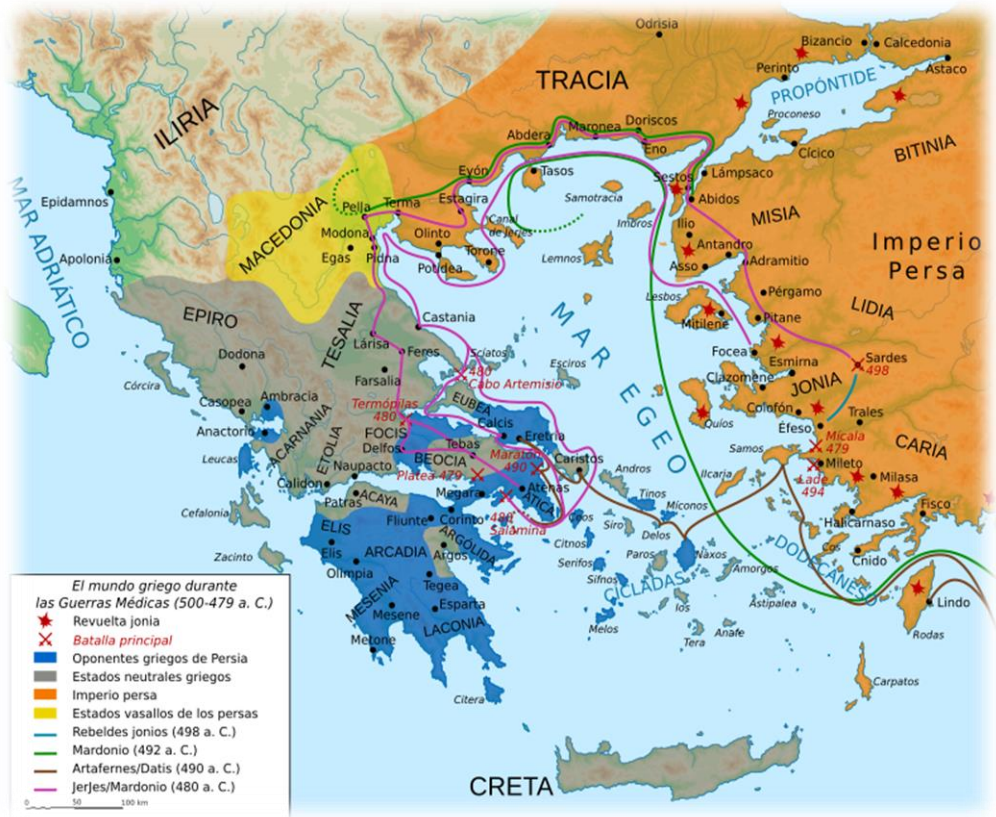 Odrisia
Bizancio
Calcedonia
TRACIA
Perinto
Astaco
PROPÓNTIDE
ILIRIA
Proconeso
Doriscos
Maronea
Abdera
Eno
Cícico
BITINIA
Eyón
Tasos
Sestos
Lámpsaco
MAR ADRIÁTICO
Epidamnos
Pella
Terma
Estagira
Samotracia
Abidos
MISIA
MACEDONIA
Canal
de Jerjes
Imbros
Ilio
Modona
Olinto
Antandro
Imperio
Persa
Egas
Pidna
Torone
Potidea
Lemnos
Asso
Adramitio
Apolonia
Lesbos
Pérgamo
LIDIA
EPIRO
TESALIA
Castania
MAR EGEO
Mitilene
Pitane
Lárisa
Feres
Sciatos
Focea
Esmirna
Sardes
498
Dodona
Esciros
480
Cabo Artemisio
Farsalia
Clazomene
JONIA
Córcira
Casopea
Ambracia
Termópilas
480
EUBEA
Colofón
Trales
Quíos
Éfeso
Anactorio
ACARNANIA
ETOLIA
FOCIS
Calcis
Eretria
Samos
Mícala
479
CARIA
Leucas
Delfos
Tebas
BEOCIA
Maratón
490
Caristos
Icaria
Mileto
Milasa
Naupacto
Platea 479
Andros
Lade
494
Calidon
Patras
ACAYA
Megara
Atenas
ÁTICA
Tinos
Míconos
Fisco
Cefalonia
Fliunte
Corinto
480
Salamina
Ceos
Siro
Delos
Halicarnaso
ELIS
ARGÓLIDA
Citnos
Paros
Naxos
DODECANESO
Cos
Elis
ARCADIA
Argos
Serifos
Amorgos
Cnido
Zacinto
Olimpia
Sífnos
CÍCLADAS
Tegea
Ios
Astipalea
Lindo
MESENIA
Mesene
Esparta
LACONIA
Melos
Tera
Anafe
Rodas
Metone
Citera
Carpatos
CRETA
El mundo griego durante
las Guerras Médicas (500-479 a. C.)
Revuelta jonia
Batalla principal
Oponentes griegos de Persia
Estados neutrales griegos
Imperio persa
Estados vasallos de los persas
Rebeldes jonios (498 a. C.)
Mardonio (492 a. C.)
Artafernes/Datis (490 a. C.)
JerJes/Mardonio (480 a. C.)
0 50 100 km